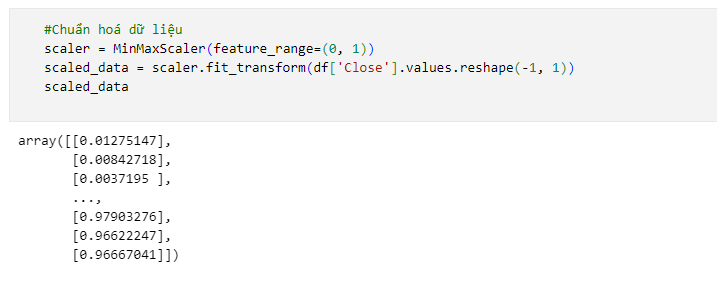 #Chuẩn hoá dữ liệu
scaler = MinMaxScaler(feature_range=(0, 1))
scaled_data = scaler.fit_transform(df['Close'].values.reshape(-1, 1))
scaled_data
array([[0.01275147],
[0.00842718],
[0.0037195 ],
...,
[0.97903276],
[0.96622247],
[0.96667041]])